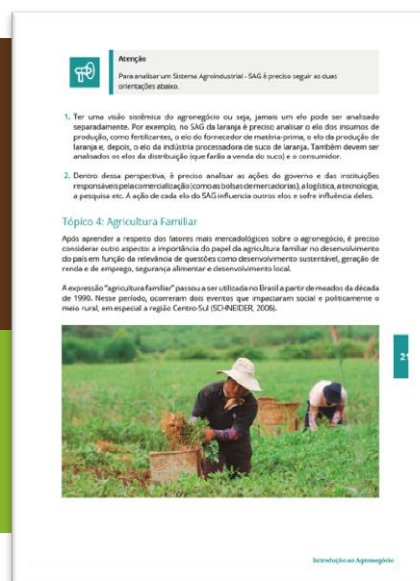 Atenção
Para analisar um Sistema Agroindustrial - SAG é preciso seguir as duas
orientações abaixo.
1. Ter uma visão sistêmica do agronegócio ou seja, jamais um elo pode ser analisado
separadamente. Por exemplo, no SAG da laranja é preciso analisar o elo dos insumos de
produção, como fertilizantes, o elo do fornecedor de matéria-prima, o elo da produção de
laranja e, depois, o elo da indústria processadora de suco de laranja. Também devem ser
analisados os elos da distribuição (que farão a venda do suco) e o consumidor.
2. Dentro dessa perspectiva, é preciso analisar as ações do governo e das instituições
responsáveis pela comercialização (como as bolsas de mercadorias), a logística, a tecnologia,
a pesquisa etc. A ação de cada elo do SAG influencia outros elos e sofre influência deles.
Tópico 4: Agricultura Familiar
Após aprender a respeito dos fatores mais mercadológicos sobre o agronegócio, é preciso
considerar outro aspecto: a importância do papel da agricultura familiar no desenvolvimento
do país em função da relevância de questões como desenvolvimento sustentável, geração de
renda e de emprego, segurança alimentar e desenvolvimento local.
A expressão "agricultura familiar" passou a ser utilizada no Brasil a partir de meados da década
de 1990. Nesse período, ocorreram dois eventos que impactaram social e politicamente o
meio rural, em especial a região Centro-Sul (SCHNEIDER, 2006).
21
Introdução ao Agronegócio